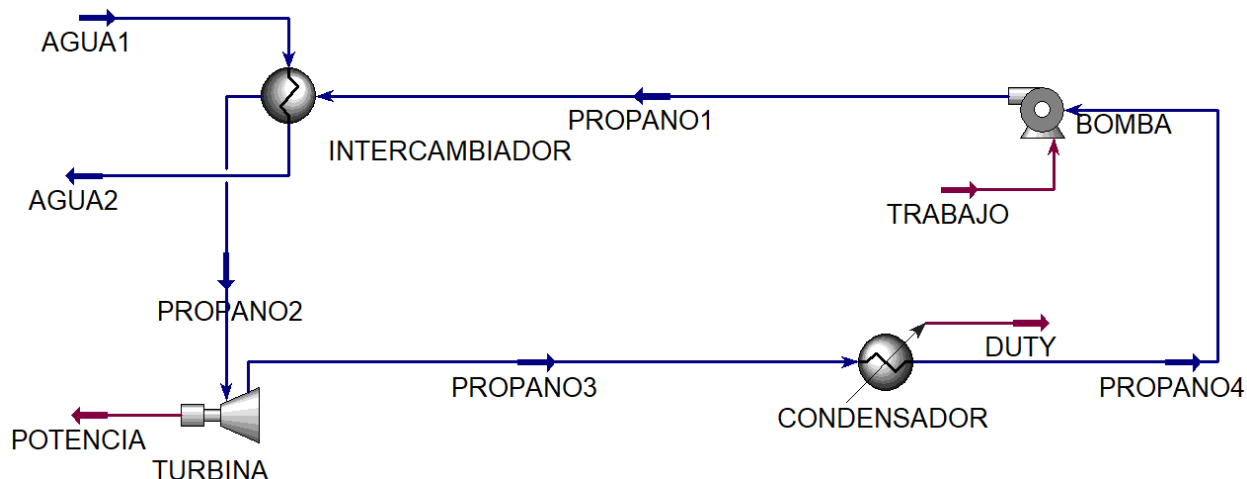 AGUA1
PROPANO1
BOMBA
INTERCAMBIADOR
AGUA2
TRABAJO
PROPANO2
DUTY
PROPANO3
PROPANO4
CONDENSADOR
POTENCIA
TURBINA